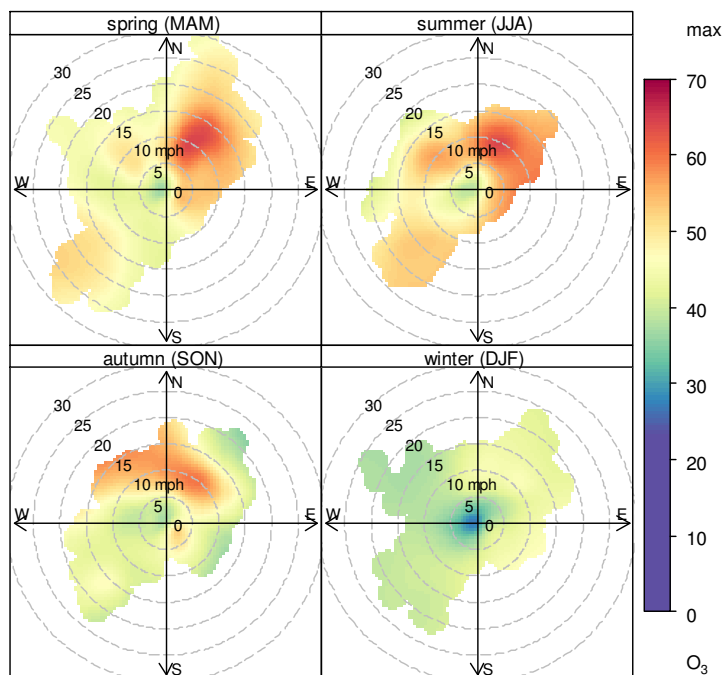 spring (MAM)
summer (JJA)
max
N
N
30
30
25
25
20
20
15
15
10 mph
10 mph
5
5
W
0
E
W
0
E
S
S
autumn (SON)
winter (DJF)
N
N
30
30
25
25
20
20
15
15
10 mph
10 mph
5
5
W
0
E
W
0
E
S
S
70
60
50
40
30
20
10
0
O3